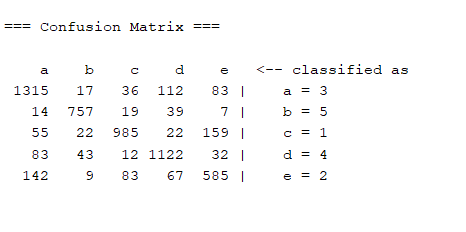 === Confusion Matrix ===
a b c d e <-- classified as
1315 17 36 112 83 | a = 3
14 757 19 39 7 | b = 5
55 22 985 22 159 | c = 1
83 43 12 1122 32 | d = 4
142 9 83 67 585 | e = 2